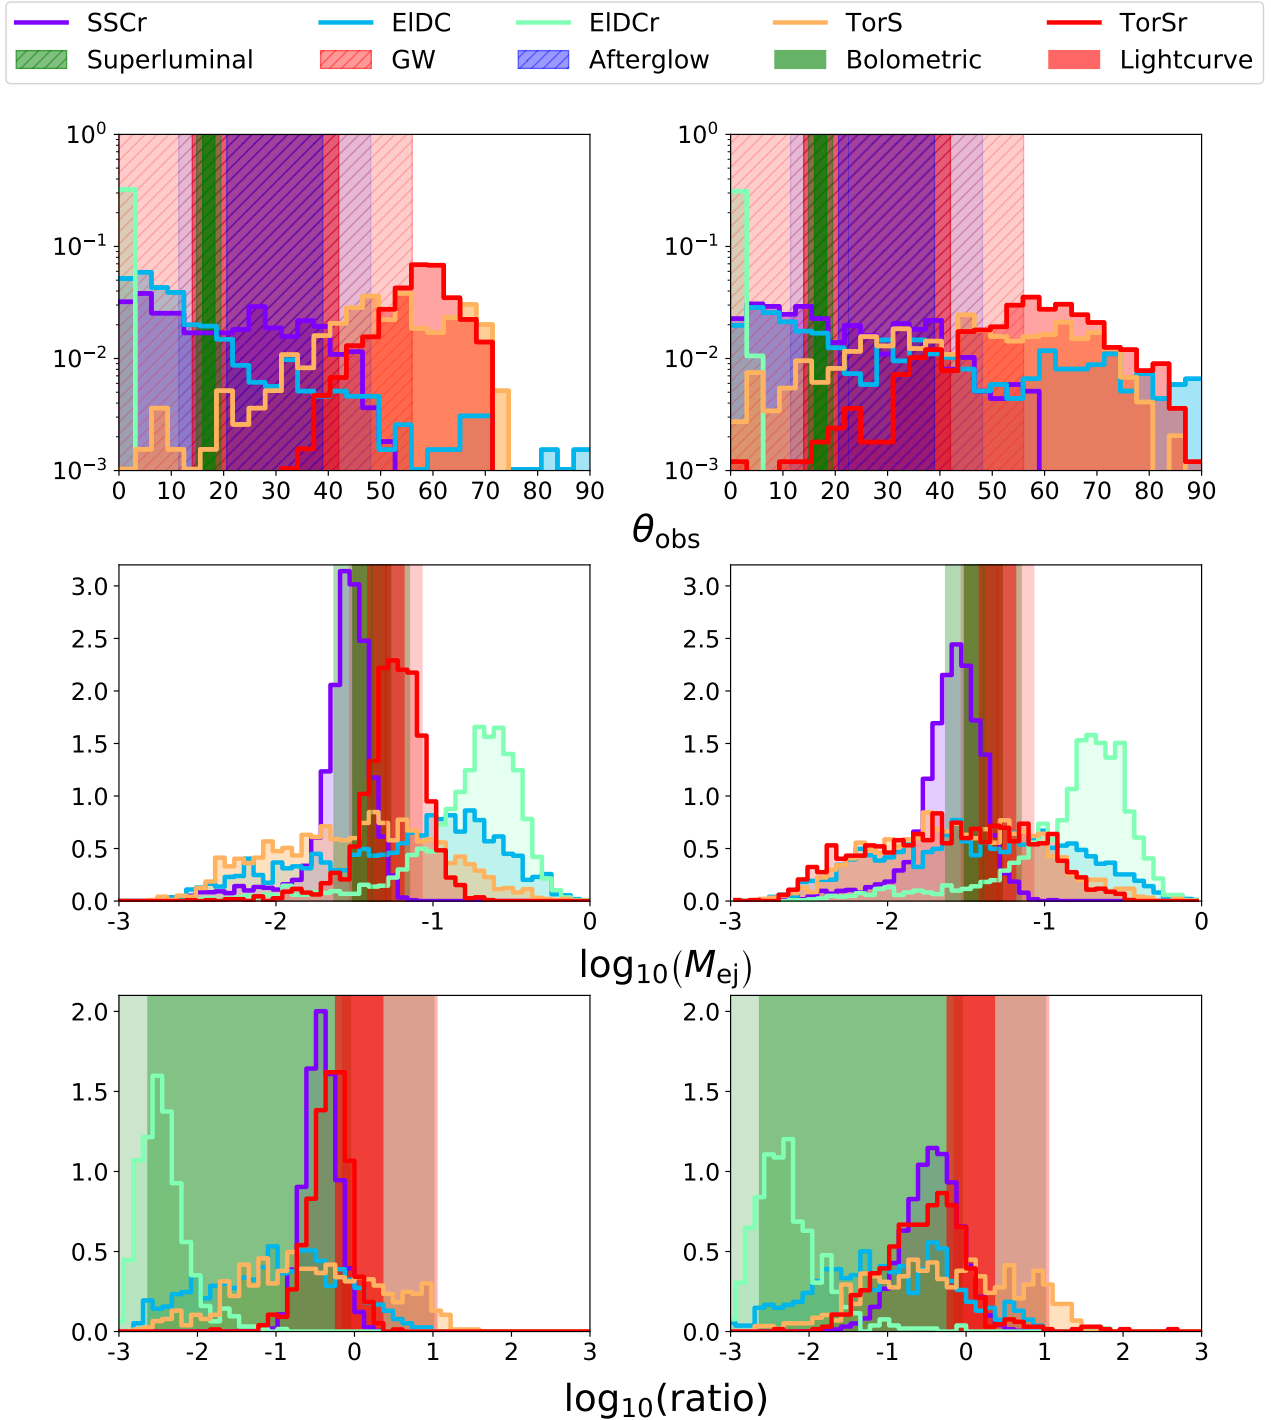 SSCr EIDC EIDCr TorS TorSr
Superluminal GW Afterglow Bolometric Lightcurve
10⁰ 10⁰
10⁻¹ 10⁻¹
10⁻² 10⁻²
10⁻³ 10⁻³
0 10 20 30 40 50 60 70 80 90 0 10 20 30 40 50 60 70 80 90
θ_obs
3.0 3.0
2.5 2.5
2.0 2.0
1.5 1.5
1.0 1.0
0.5 0.5
0.0 0.0
-3 -2 -1 0 -3 -2 -1 0
log₁₀(M_ej)
2.0 2.0
1.5 1.5
1.0 1.0
0.5 0.5
0.0 0.0
-3 -2 -1 0 1 2 3 -3 -2 -1 0 1 2 3
log₁₀(ratio)